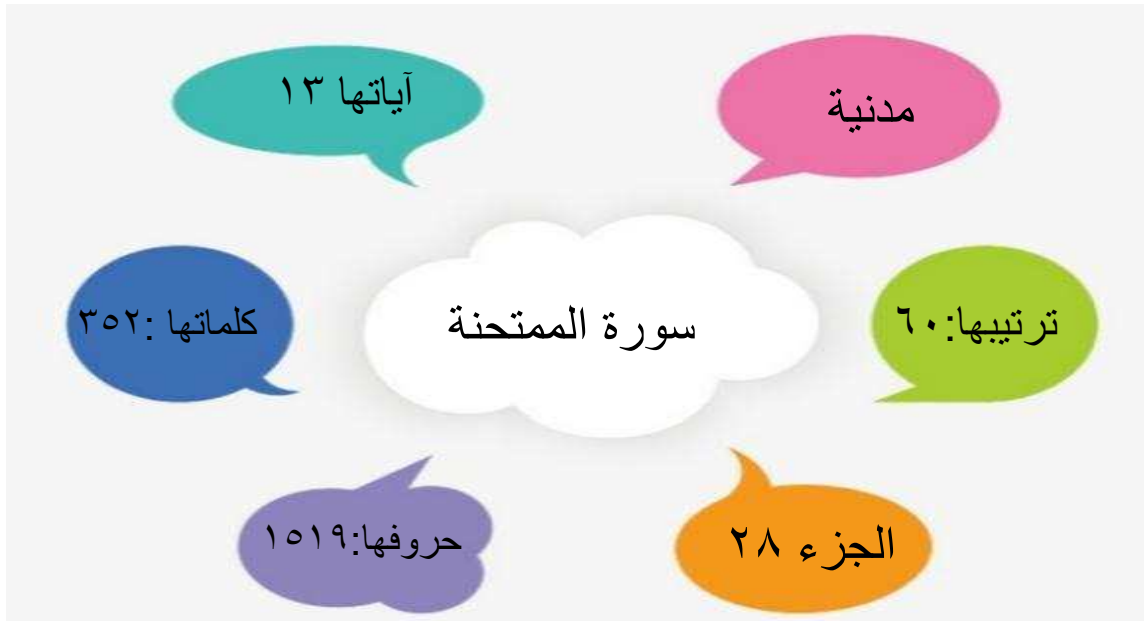 مدنية
آياتها ١٣
ترتيبها:٦٠
سورة الممتحنة
كلماتها :٣٥٢
الجزء ٢٨
حروفها:١٥١٩